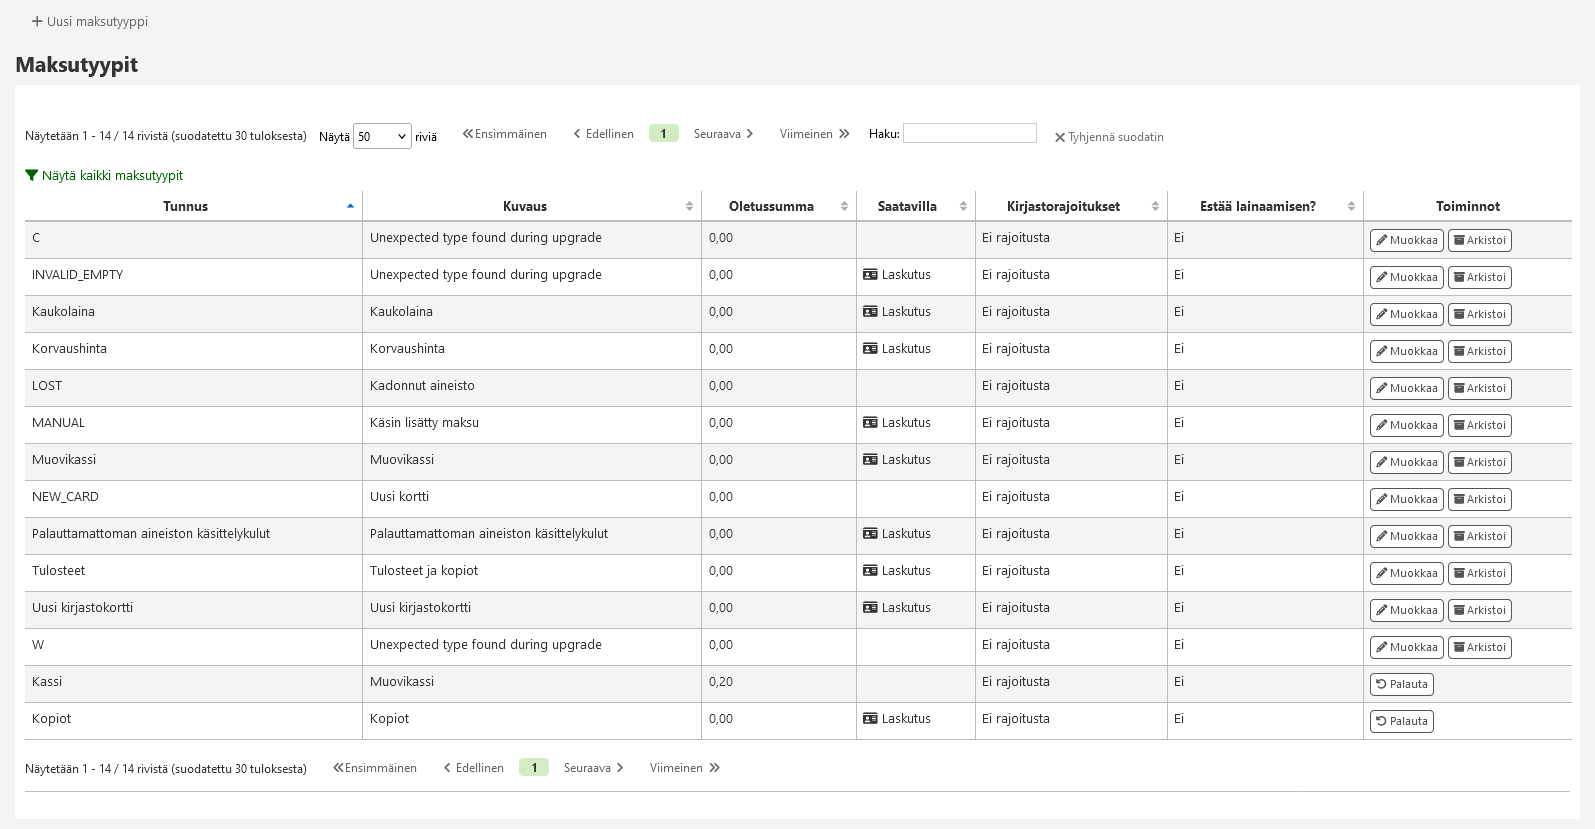 Uusi maksutyyppi
Maksutyypit
Näytetään 1 - 14 / 14 rivistä (suodatettu 30 tuloksesta) Näytä 50 riviä Ensimmäinen Edellinen 1 Seuraava Viimeinen Haku: Tyhjennä suodatin
Näytä kaikki maksutyypit
Tunnus Kuvaus Oletussumma Saatavilla Kirjastorajoitukset Estää lainaamisen? Toiminnot
C Unexpected type found during upgrade 0,00 Ei rajoitusta Ei Muokkaa Arkistoi
INVALID_EMPTY Unexpected type found during upgrade 0,00 Laskutus Ei rajoitusta Ei Muokkaa Arkistoi
Kaukolaina Kaukolaina 0,00 Laskutus Ei rajoitusta Ei Muokkaa Arkistoi
Korvaushinta Korvaushinta 0,00 Laskutus Ei rajoitusta Ei Muokkaa Arkistoi
LOST Kadonnut aineisto 0,00 Ei rajoitusta Ei Muokkaa Arkistoi
MANUAL Käsin lisätty maksu 0,00 Laskutus Ei rajoitusta Ei Muokkaa Arkistoi
Muovikassi Muovikassi 0,00 Laskutus Ei rajoitusta Ei Muokkaa Arkistoi
NEW_CARD Uusi kortti 0,00 Ei rajoitusta Ei Muokkaa Arkistoi
Palauttamattoman aineiston käsittelykulut Palauttamattoman aineiston käsittelykulut 0,00 Laskutus Ei rajoitusta Ei Muokkaa Arkistoi
Tulosteet Tulosteet ja kopiot 0,00 Laskutus Ei rajoitusta Ei Muokkaa Arkistoi
Uusi kirjastokortti Uusi kirjastokortti 0,00 Laskutus Ei rajoitusta Ei Muokkaa Arkistoi
W Unexpected type found during upgrade 0,00 Ei rajoitusta Ei Muokkaa Arkistoi
Kassi Muovikassi 0,20 Ei rajoitusta Ei Palauta
Kopiot Kopiot 0,00 Laskutus Ei rajoitusta Ei Palauta
Näytetään 1 - 14 / 14 rivistä (suodatettu 30 tuloksesta) Ensimmäinen Edellinen 1 Seuraava Viimeinen